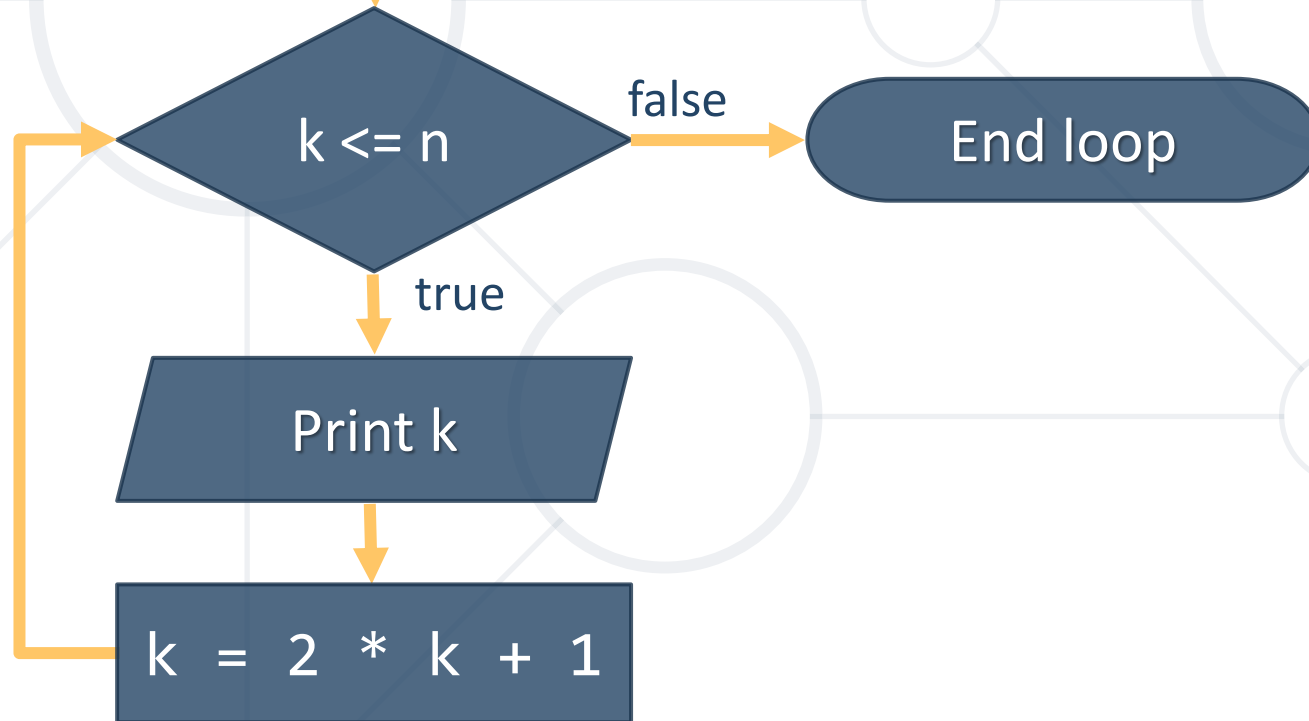 k <= n
false
End loop
true
Print k
k = 2 * k + 1